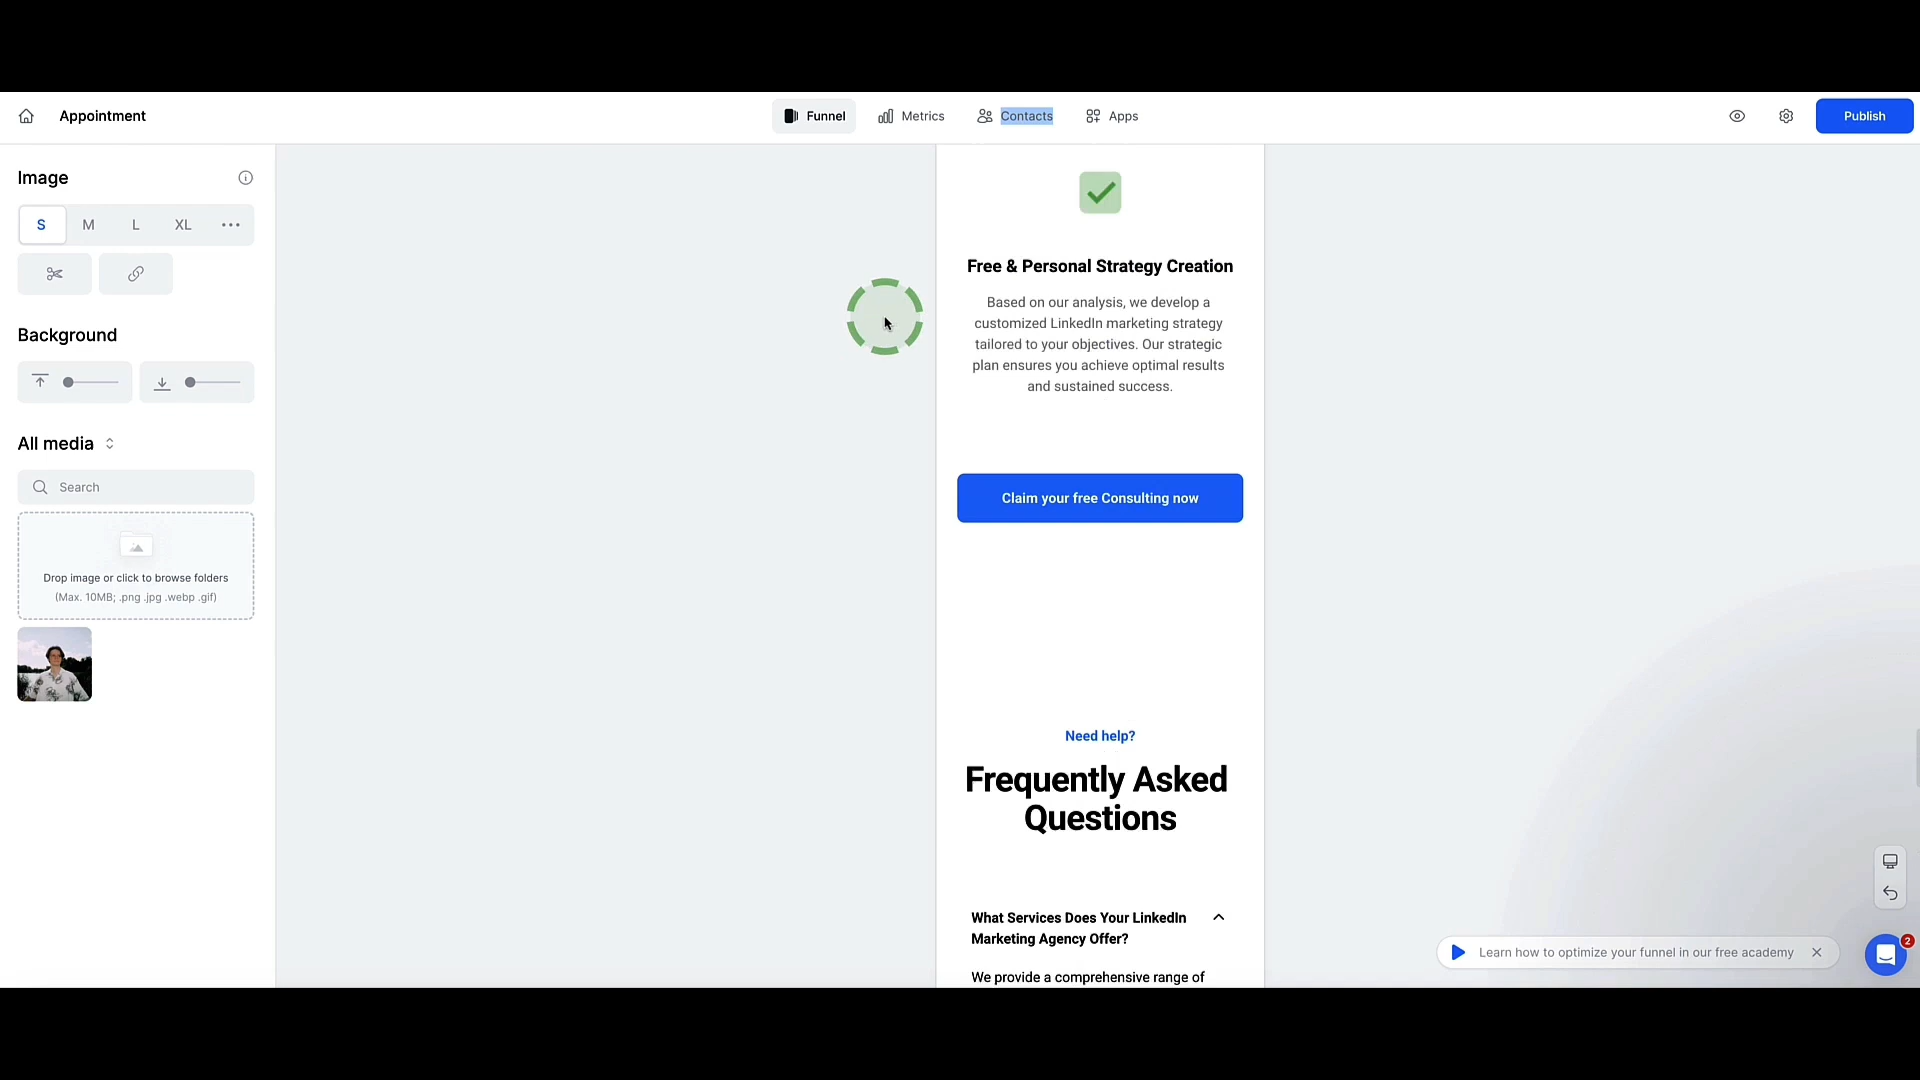 Appointment
Funnel
Metrics
Contacts
Apps
Publish
Image
S
M
L
XL
Background
All media
Search
Drop image or click to browse folders
(Max. 10MB; .png .jpg .webp .gif)
Free & Personal Strategy Creation
Based on our analysis, we develop a
customized LinkedIn marketing strategy
tailored to your objectives. Our strategic
plan ensures you achieve optimal results
and sustained success.
Claim your free Consulting now
Need help?
Frequently Asked
Questions
What Services Does Your LinkedIn
Marketing Agency Offer?
We provide a comprehensive range of
Learn how to optimize your funnel in our free academy
2